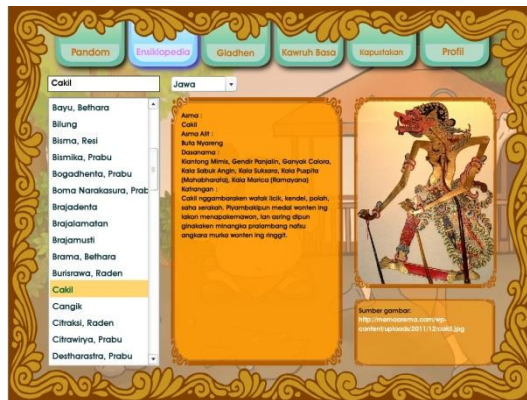 Pandom
Ensiklopedia
Gladhen
Kawruh Basa
Kapustakan
Profil
Cakil
Jawa
Bayu, Bethara
Bilung
Bisma, Resi
Bismika, Prabu
Bogadhenta, Prabu
Boma Narakasura, Prab
Brajadenta
Brajalamatan
Brajamusti
Brama, Bethara
Burisrawa, Raden
Cakil
Cangik
Citraksi, Raden
Citrawirya, Prabu
Destharastra, Prabu
Asma :
Cakil
Asma Alit :
Buta Nyareng
Dasanama :
Klantang Mimis, Gendir Panjalin, Ganyak Calora,
Kala Sabuk Angin, Kala Suksara, Kala Puspita
(Mahabharata), Kala Marica (Ramayana)
Katrangan :
Cakil nggambaraken watak licik, kendel, polah,
saha serakah. Piyambakipun medal wonten ing
lakon menapakemawon, lan asring dipun
ginakaken minangka pralambang nafsu
angkara murka wonten ing ringgit.
Sumber gambar:
http://memoarema.com/wp-
content/uploads/2011/12/cakil.jpg